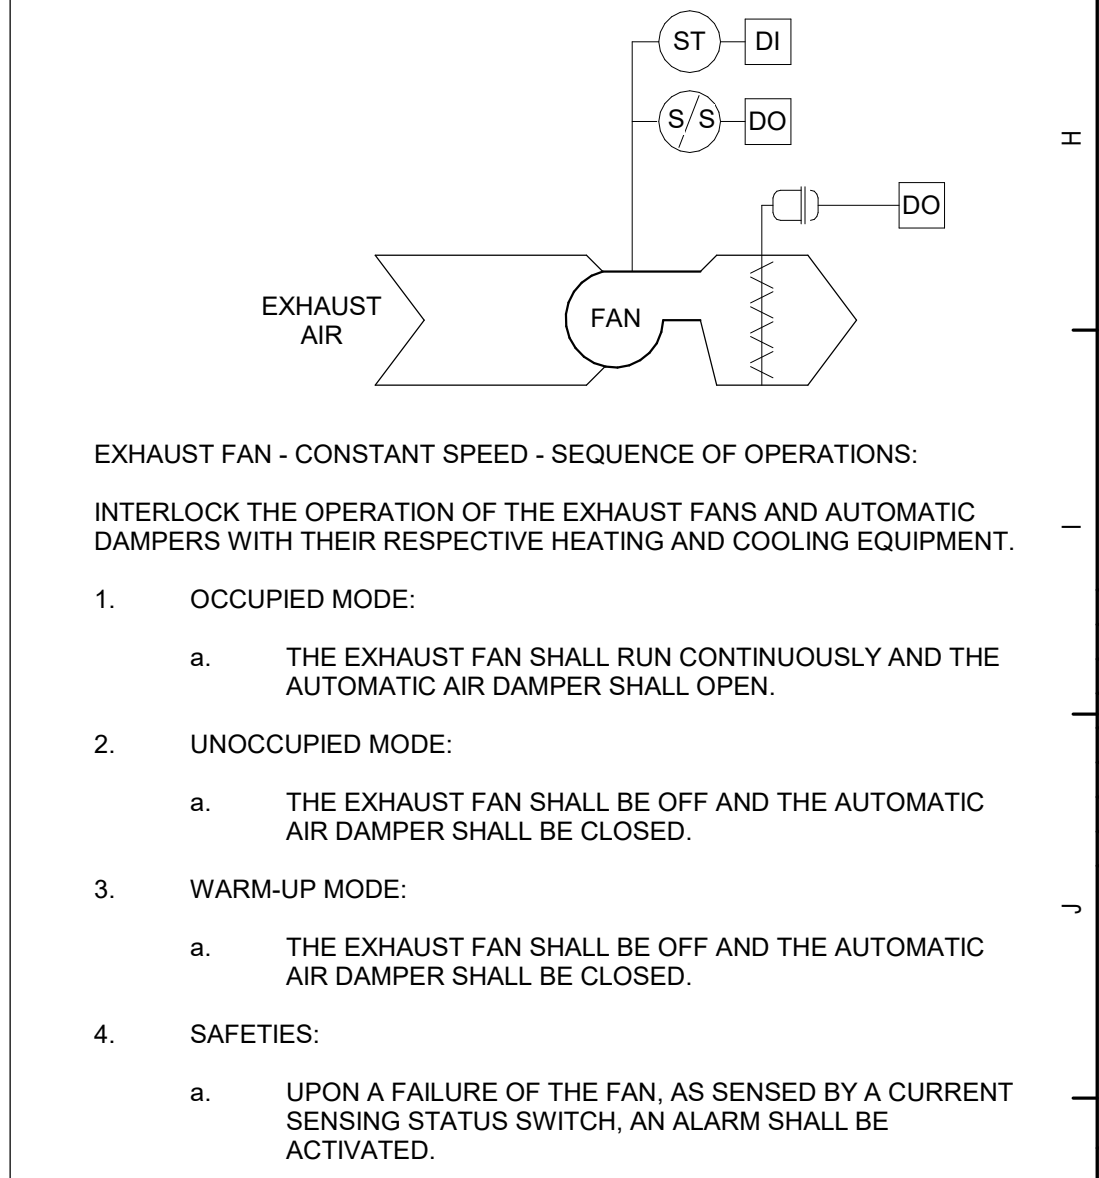 ST DI
S/S DO
DO
H
EXHAUST
AIR
FAN
EXHAUST FAN - CONSTANT SPEED - SEQUENCE OF OPERATIONS:
INTERLOCK THE OPERATION OF THE EXHAUST FANS AND AUTOMATIC
DAMPERS WITH THEIR RESPECTIVE HEATING AND COOLING EQUIPMENT.
I
1. OCCUPIED MODE:
a. THE EXHAUST FAN SHALL RUN CONTINUOUSLY AND THE
AUTOMATIC AIR DAMPER SHALL OPEN.
2. UNOCCUPIED MODE:
a. THE EXHAUST FAN SHALL BE OFF AND THE AUTOMATIC
AIR DAMPER SHALL BE CLOSED.
3. WARM-UP MODE:
J
a. THE EXHAUST FAN SHALL BE OFF AND THE AUTOMATIC
AIR DAMPER SHALL BE CLOSED.
4. SAFETIES:
a. UPON A FAILURE OF THE FAN, AS SENSED BY A CURRENT
SENSING STATUS SWITCH, AN ALARM SHALL BE
ACTIVATED.